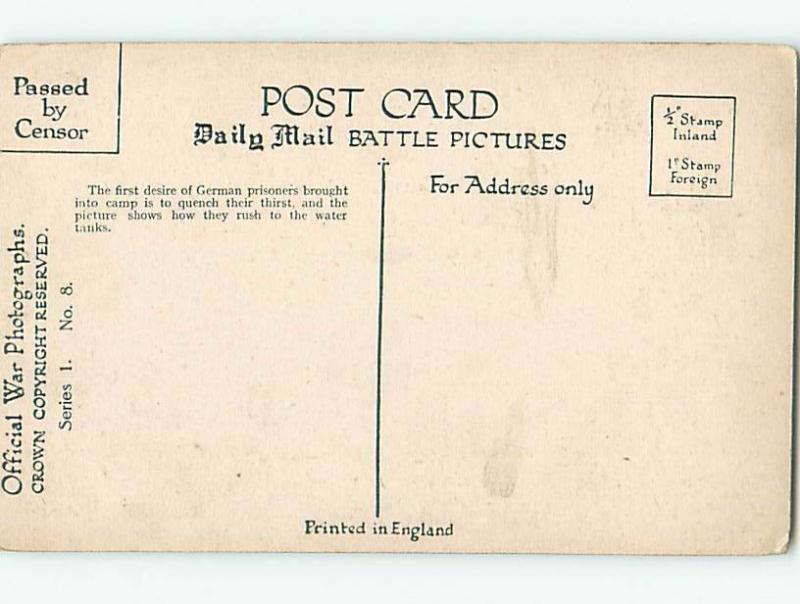 Passed
by
Censor
POST CARD
Daily Mail BATTLE PICTURES
½ᵈ Stamp
Inland
1ᵈ Stamp
Foreign
The first desire of German prisoners brought
into camp is to quench their thirst, and the
picture shows how they rush to the water
tanks.
For Address only
Official War Photographs.
CROWN COPYRIGHT RESERVED.
Series 1. No. 8.
Printed in England